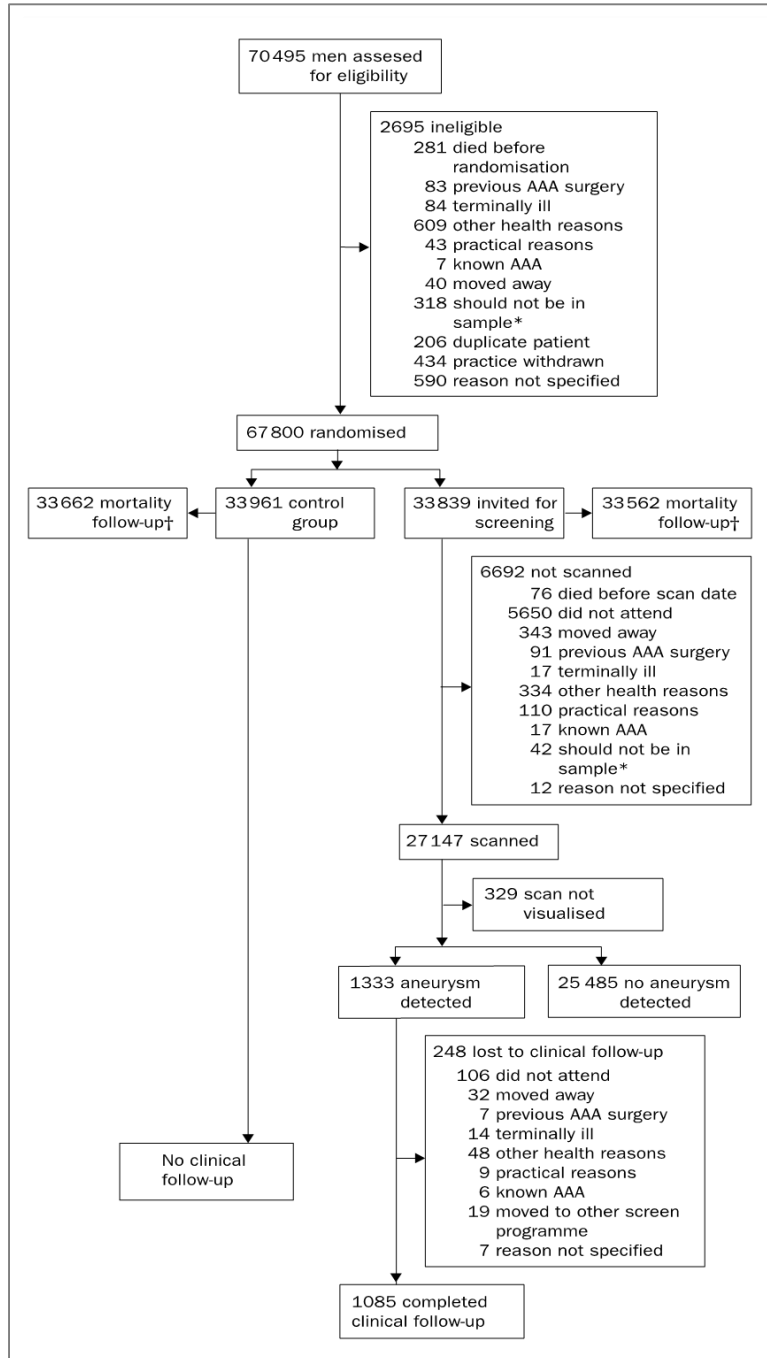 70495 men assesed
for eligibility
2695 ineligible
281 died before
randomisation
83 previous AAA surgery
84 terminally ill
609 other health reasons
43 practical reasons
7 known AAA
40 moved away
318 should not be in
sample*
206 duplicate patient
434 practice withdrawn
590 reason not specified
67800 randomised
33662 mortality
follow-up†
33961 control
group
33839 invited for
screening
33562 mortality
follow-up†
6692 not scanned
76 died before scan date
5650 did not attend
343 moved away
91 previous AAA surgery
17 terminally ill
334 other health reasons
110 practical reasons
17 known AAA
42 should not be in
sample*
12 reason not specified
27147 scanned
329 scan not
visualised
1333 aneurysm
detected
25485 no aneurysm
detected
248 lost to clinical follow-up
106 did not attend
32 moved away
7 previous AAA surgery
14 terminally ill
48 other health reasons
9 practical reasons
6 known AAA
19 moved to other screen
programme
7 reason not specified
No clinical
follow-up
1085 completed
clinical follow-up